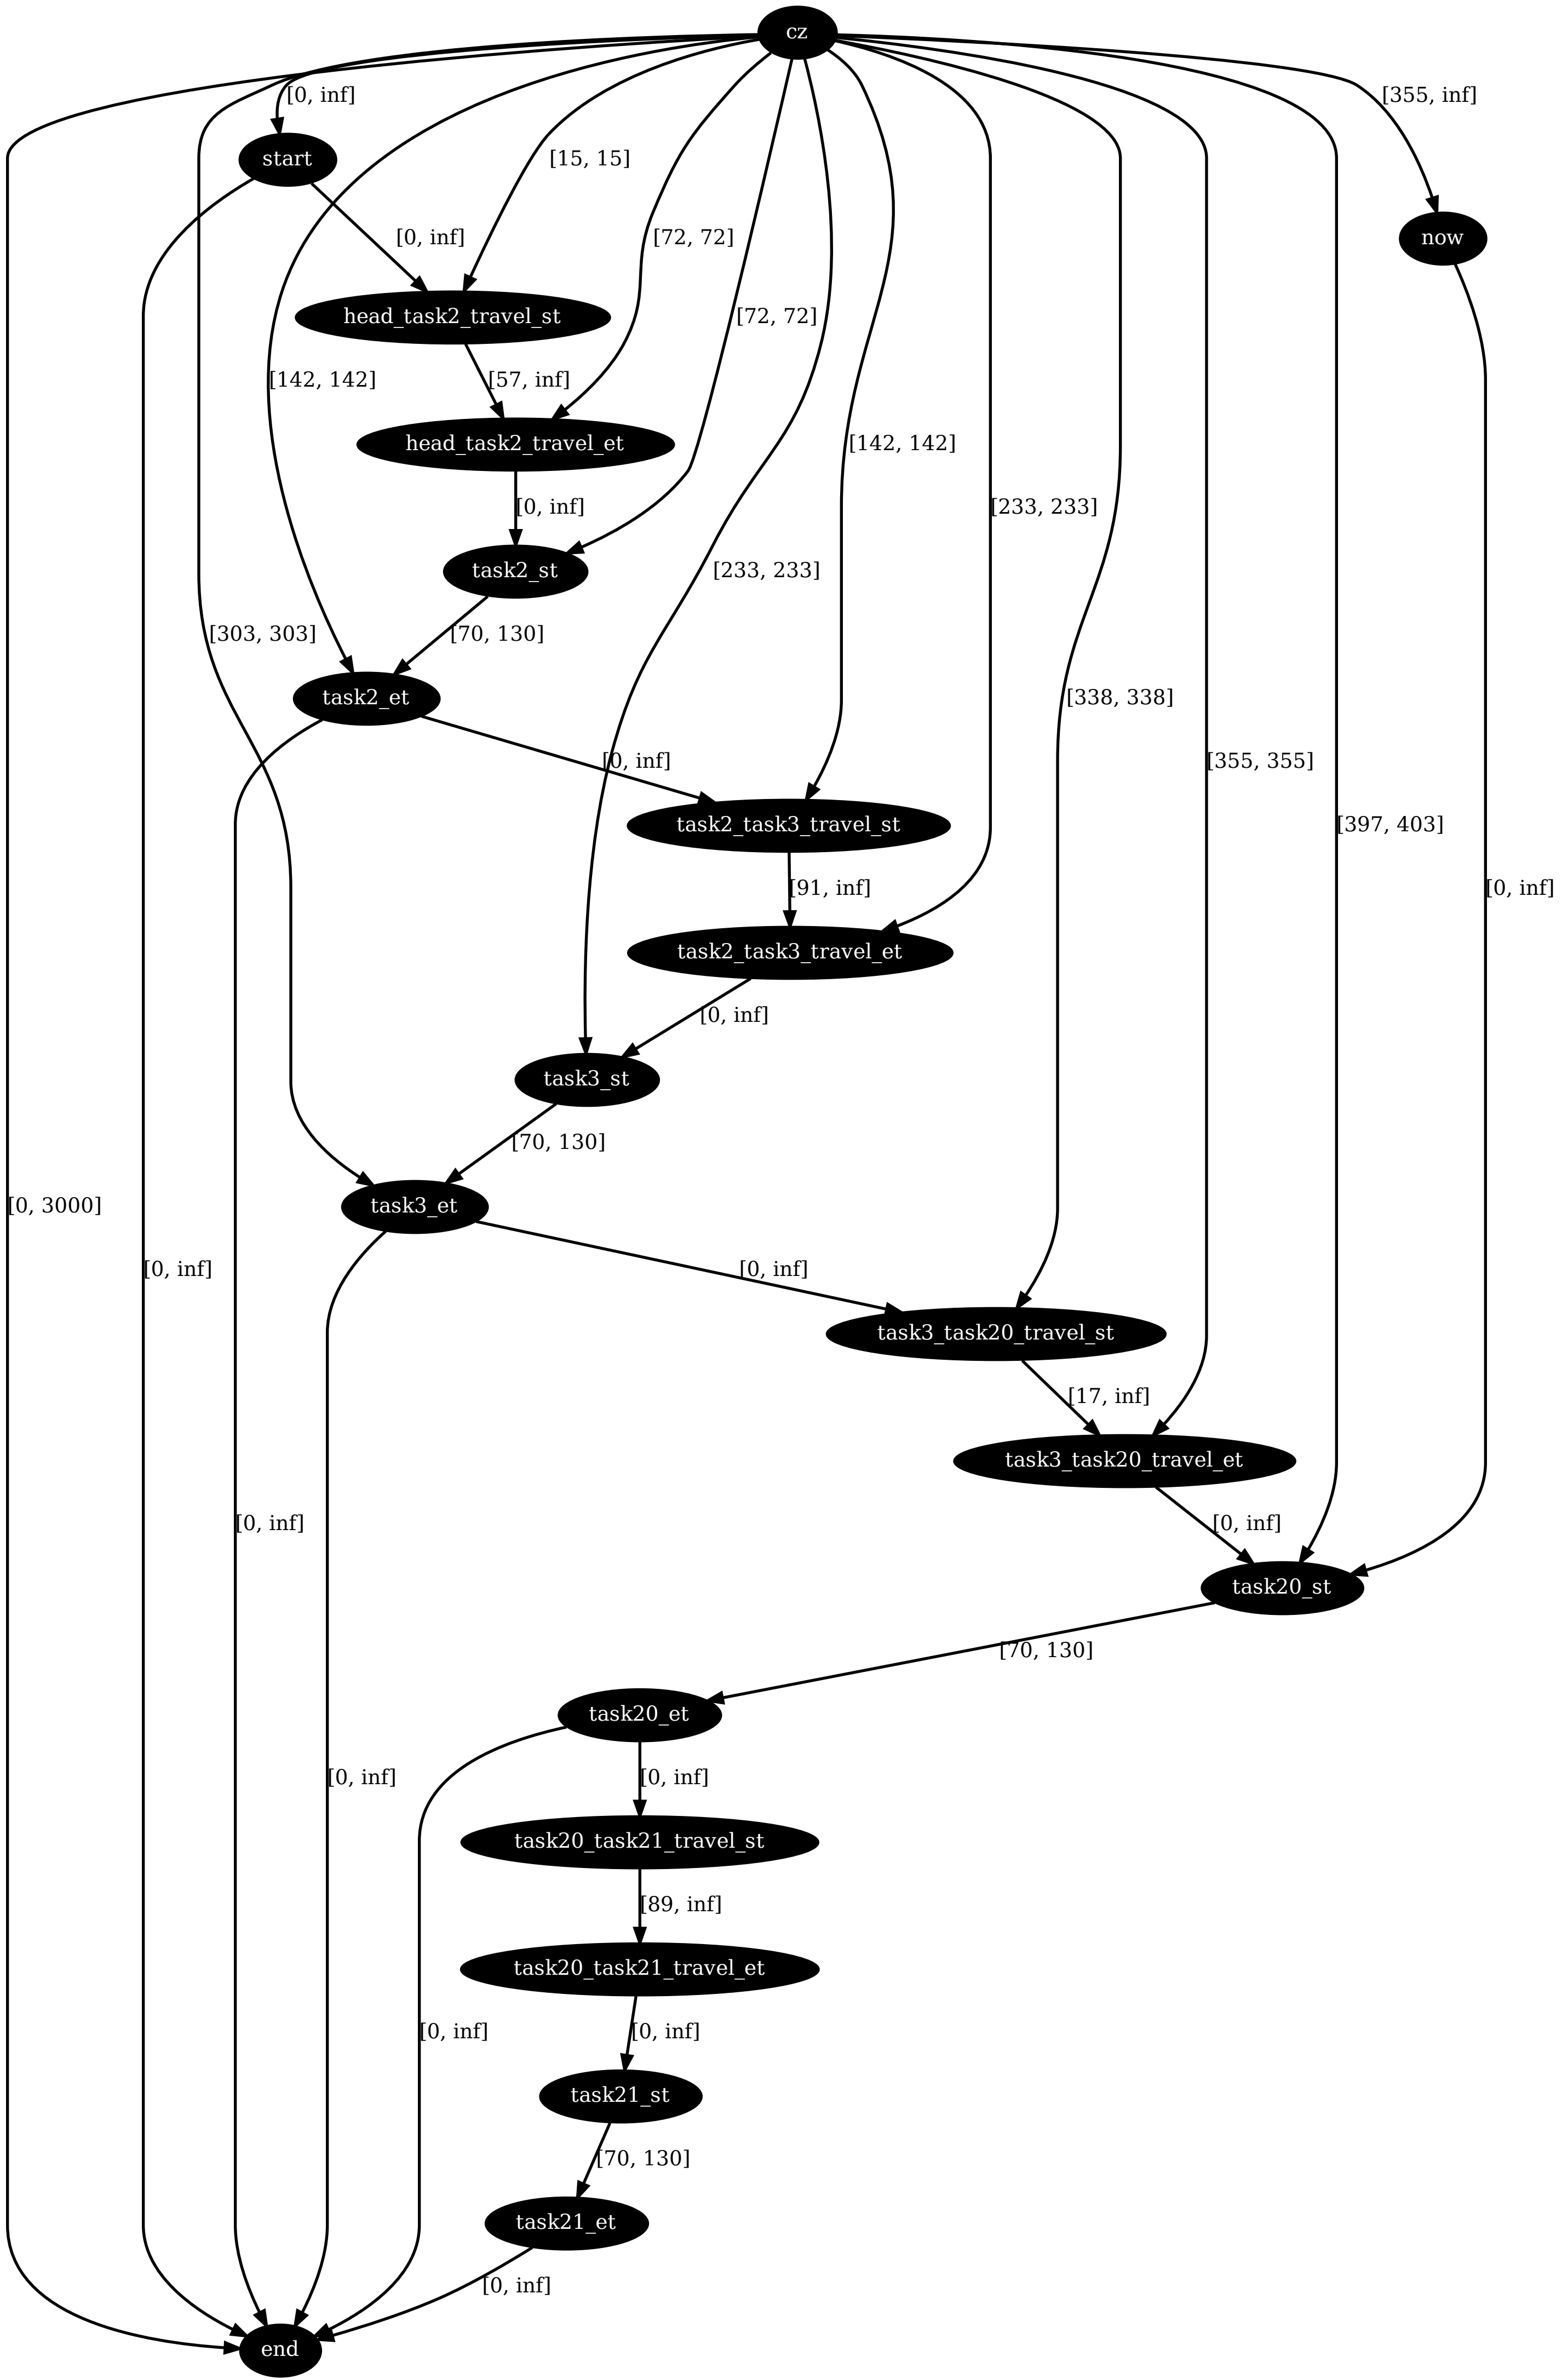 cz
[0, inf]
[355, inf]
start
[15, 15]
now
[0, inf]
[72, 72]
head_task2_travel_st
[72, 72]
[142, 142]
[57, inf]
head_task2_travel_et
[142, 142]
[0, inf]
[233, 233]
task2_st
[233, 233]
[303, 303]
[70, 130]
task2_et
[338, 338]
[0, inf]
[355, 355]
task2_task3_travel_st
[397, 403]
[91, inf]
[0, inf]
task2_task3_travel_et
[0, inf]
task3_st
[70, 130]
task3_et
[0, 3000]
[0, inf]
[0, inf]
task3_task20_travel_st
[17, inf]
task3_task20_travel_et
[0, inf]
[0, inf]
task20_st
[70, 130]
task20_et
[0, inf]
[0, inf]
task20_task21_travel_st
[89, inf]
task20_task21_travel_et
[0, inf]
[0, inf]
task21_st
[70, 130]
task21_et
[0, inf]
end